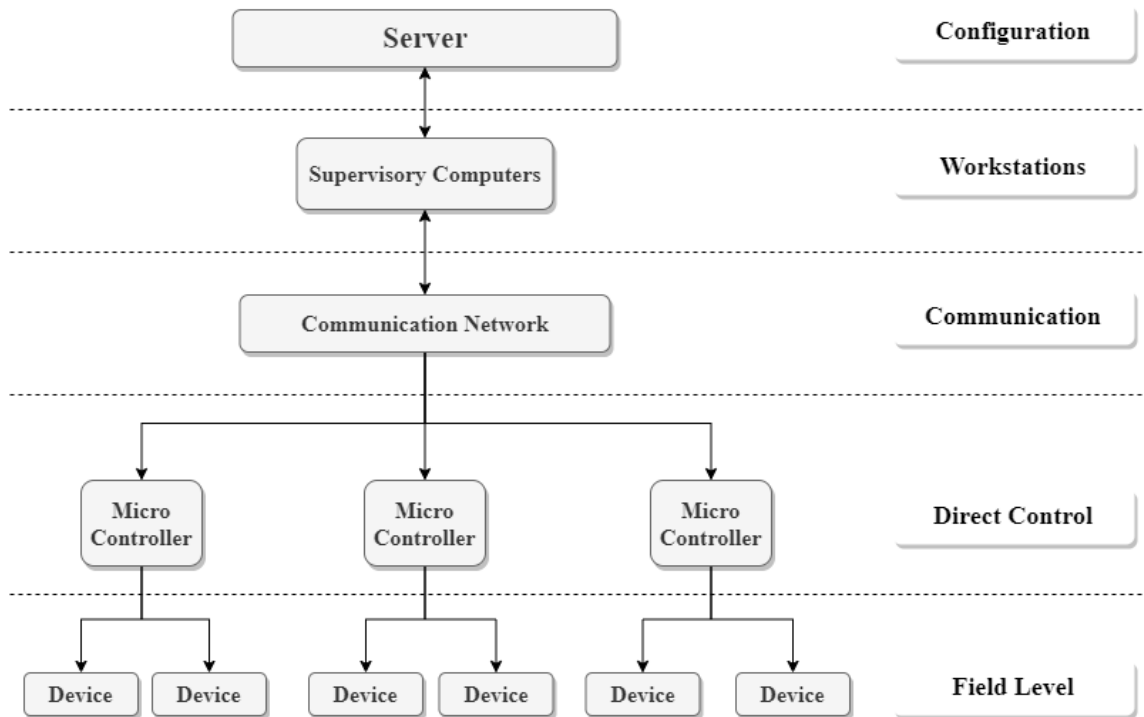 Server
Configuration
Supervisory Computers
Workstations
Communication Network
Communication
Micro
Controller
Micro
Controller
Micro
Controller
Direct Control
Device
Device
Device
Device
Device
Device
Field Level